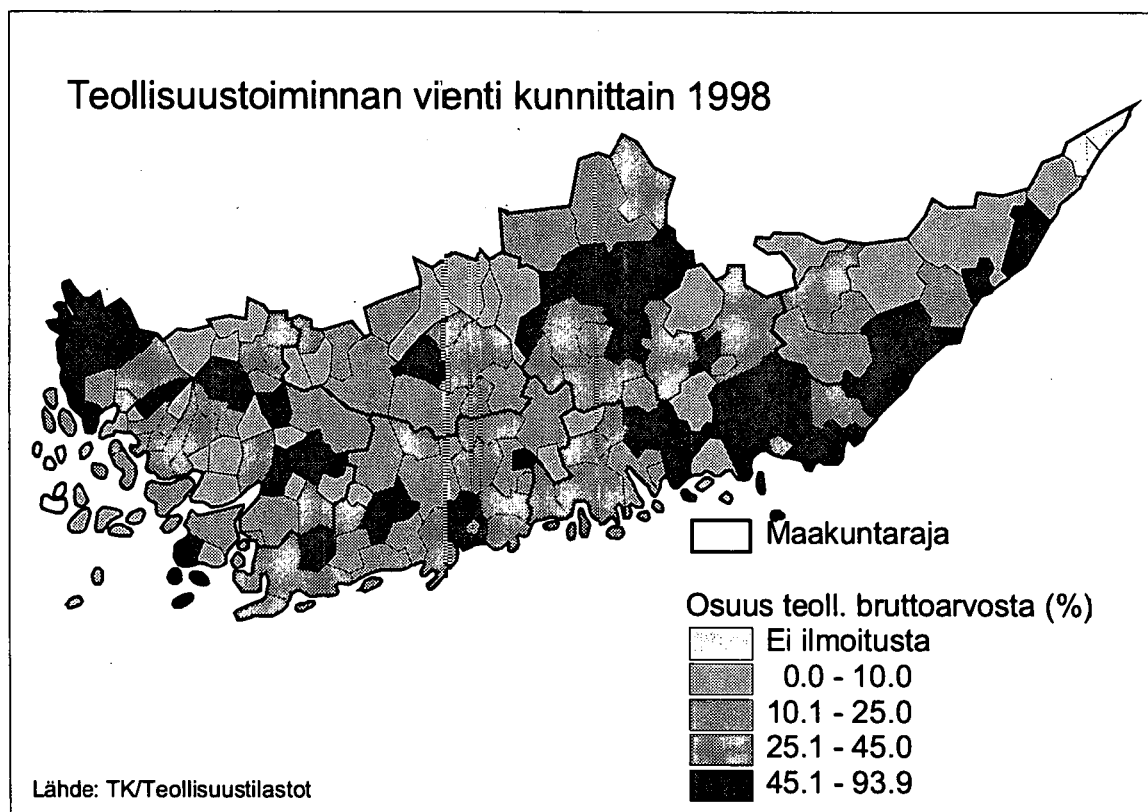 Teollisuustoiminnan vienti kunnittain 1998
Maakuntaraja
Osuus teoll. bruttoarvosta (%)
Ei ilmoitusta
0.0 - 10.0
10.1 - 25.0
25.1 - 45.0
45.1 - 93.9
Lähde: TK/Teollisuustilastot